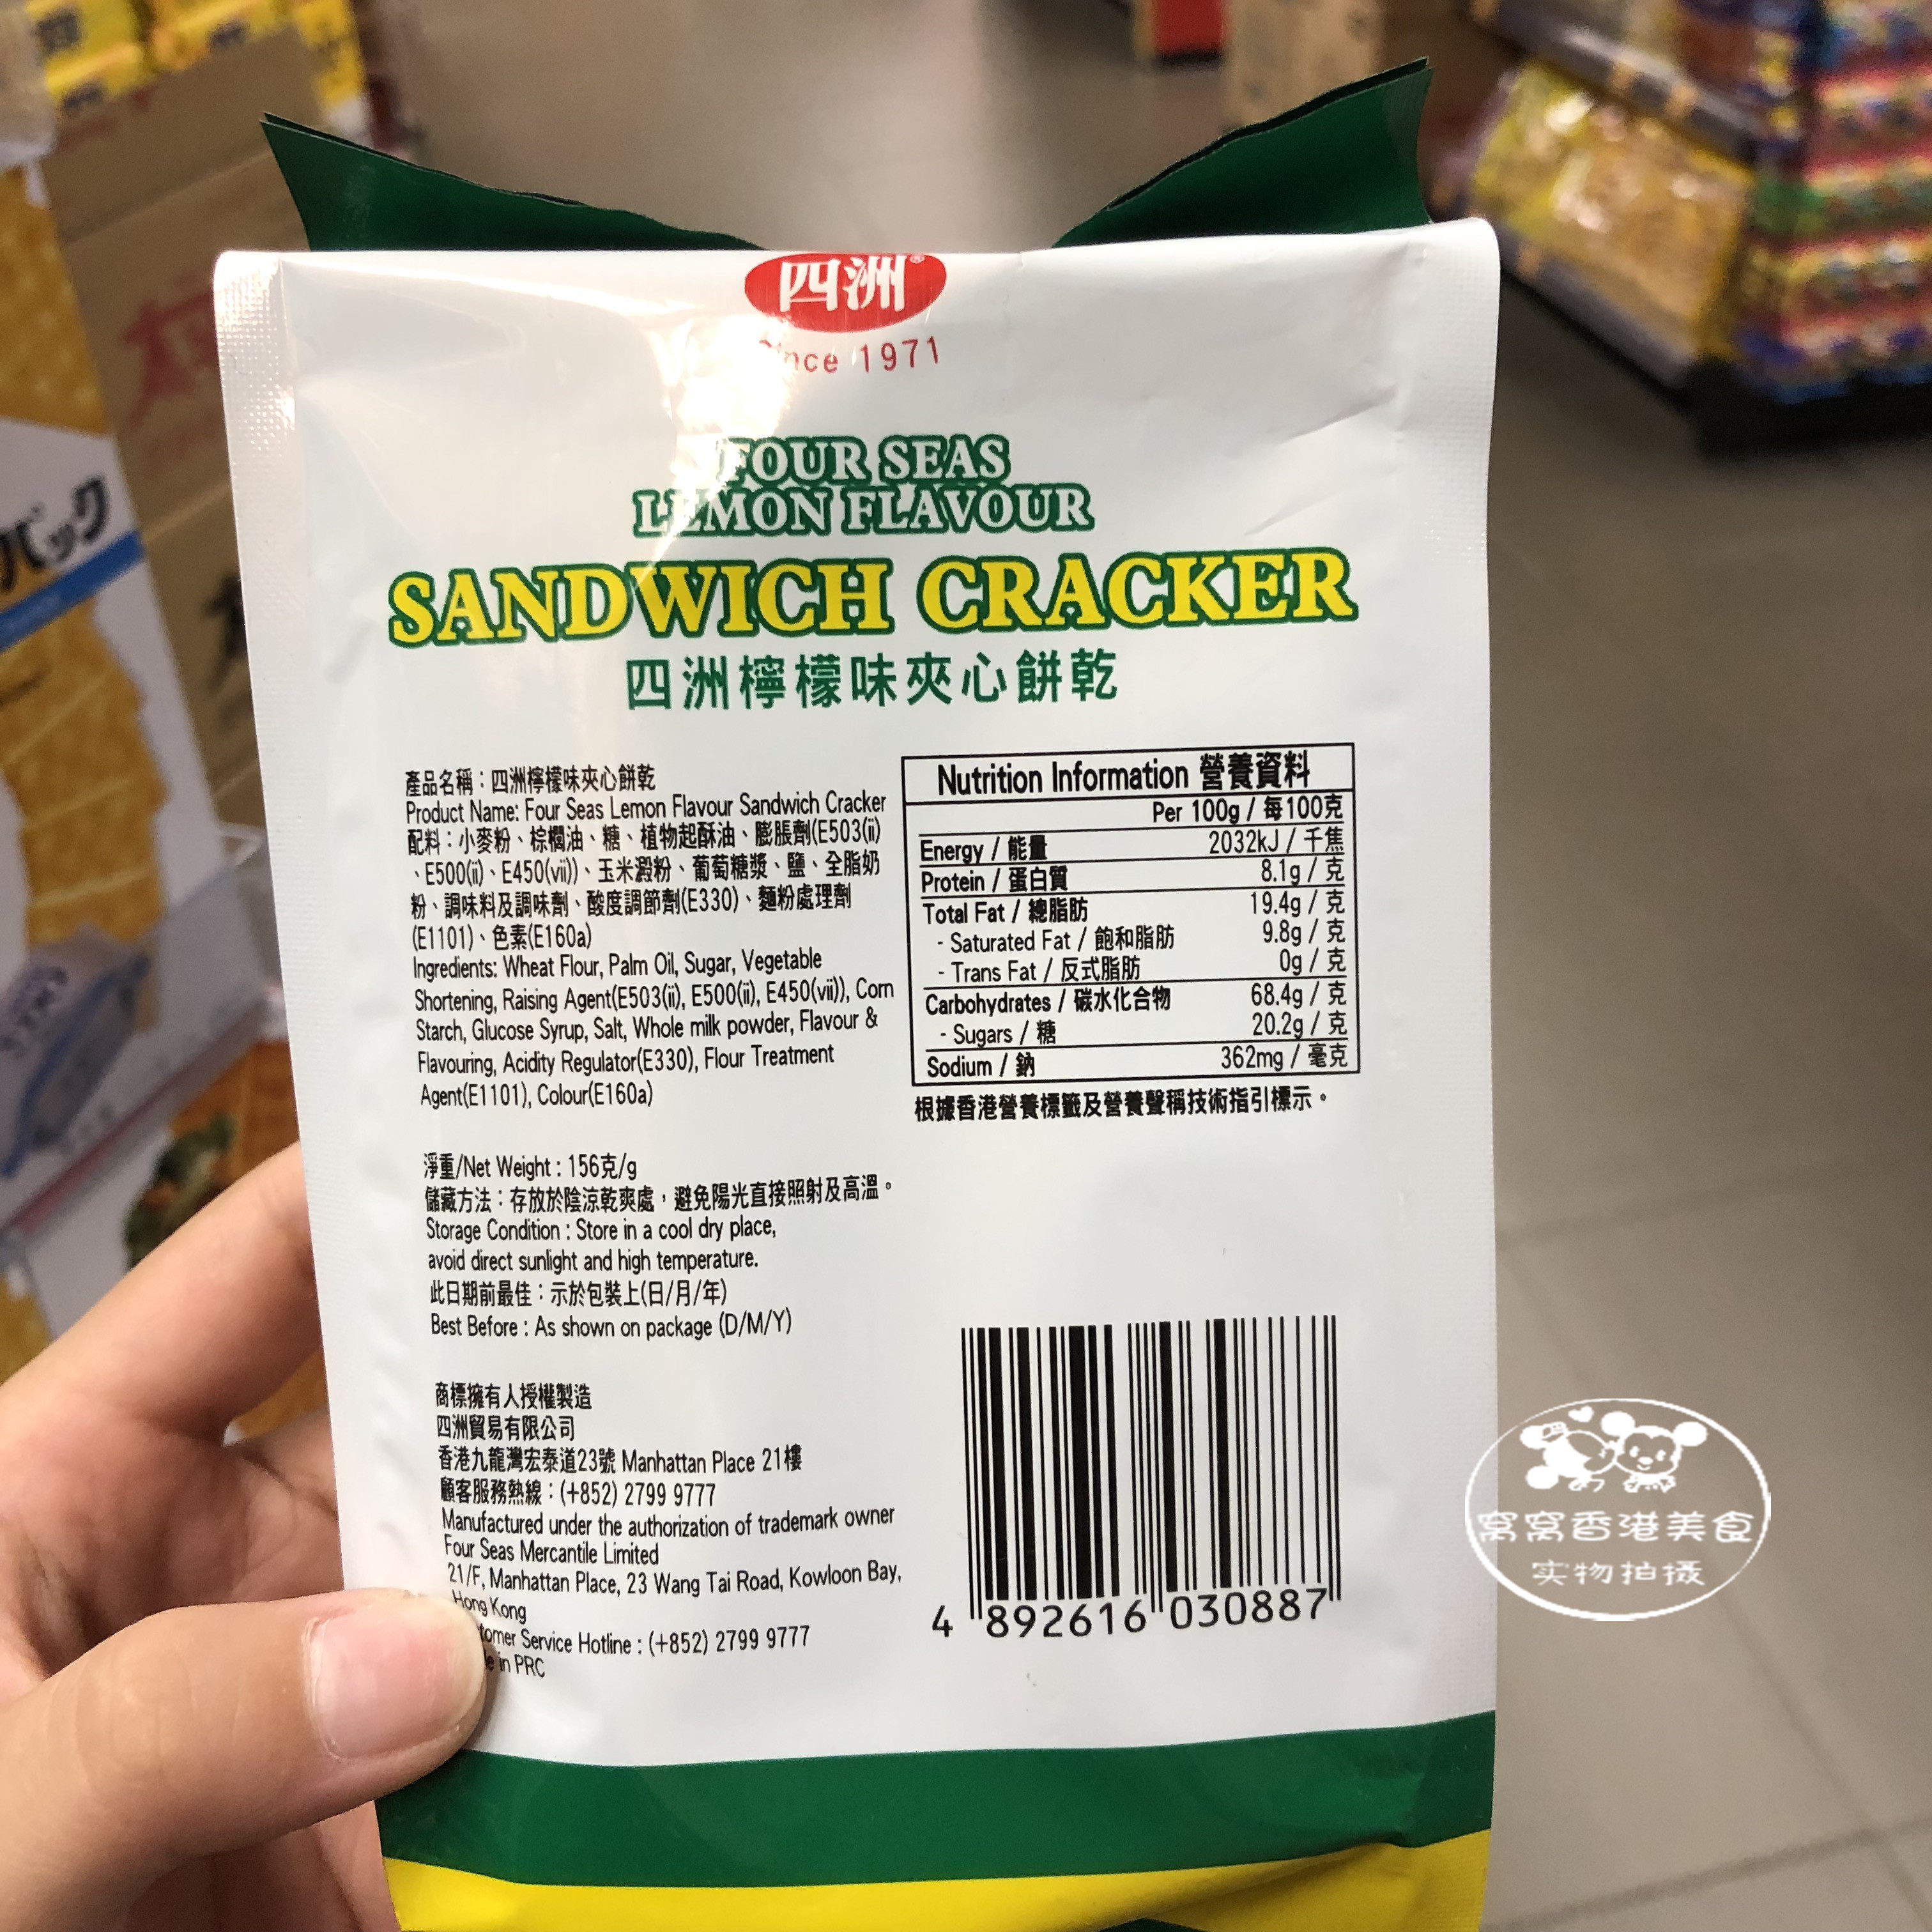 四洲®
Since 1971
FOUR SEAS
LEMON FLAVOUR
SANDWICH CRACKER
四洲檸檬味夾心餅乾
產品名稱：四洲檸檬味夾心餅乾
Product Name: Four Seas Lemon Flavour Sandwich Cracker
配料：小麥粉、棕櫚油、糖、植物起酥油、膨脹劑(E503(ii)
、E500(ii)、E450(vii))、玉米澱粉、葡萄糖漿、鹽、全脂奶
粉、調味料及調味劑、酸度調節劑(E330)、麵粉處理劑
(E1101)、色素(E160a)
Ingredients: Wheat Flour, Palm Oil, Sugar, Vegetable
Shortening, Raising Agent(E503(ii), E500(ii), E450(vii)), Corn
Starch, Glucose Syrup, Salt, Whole milk powder, Flavour &
Flavouring, Acidity Regulator(E330), Flour Treatment
Agent(E1101), Colour(E160a)
淨重/Net Weight : 156克/g
儲藏方法：存放於陰涼乾爽處，避免陽光直接照射及高溫。
Storage Condition : Store in a cool dry place,
avoid direct sunlight and high temperature.
此日期前最佳：示於包裝上(日/月/年)
Best Before : As shown on package (D/M/Y)
商標擁有人授權製造
四洲貿易有限公司
香港九龍灣宏泰道23號 Manhattan Place 21樓
顧客服務熱線：(+852) 2799 9777
Manufactured under the authorization of trademark owner
Four Seas Mercantile Limited
21/F, Manhattan Place, 23 Wang Tai Road, Kowloon Bay,
Hong Kong
tomer Service Hotline : (+852) 2799 9777
e in PRC
Nutrition Information 營養資料
Per 100g / 每100克
Energy / 能量 2032kJ / 千焦
Protein / 蛋白質 8.1g / 克
Total Fat / 總脂肪 19.4g / 克
- Saturated Fat / 飽和脂肪 9.8g / 克
- Trans Fat / 反式脂肪 0g / 克
Carbohydrates / 碳水化合物 68.4g / 克
- Sugars / 糖 20.2g / 克
Sodium / 鈉 362mg / 毫克
根據香港營養標籤及營養聲稱技術指引標示。
4 892616 030887
窝窝香港美食
实物拍摄
パック